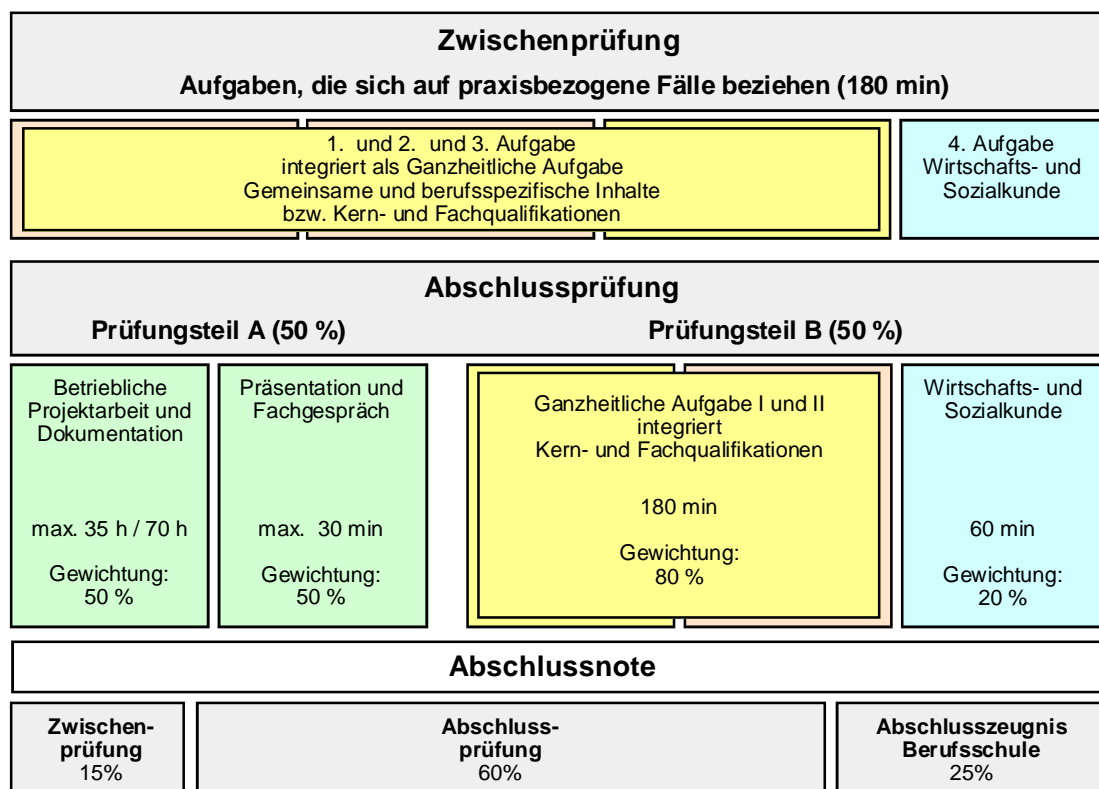 Zwischenprüfung
Aufgaben, die sich auf praxisbezogene Fälle beziehen (180 min)
1. und 2. und 3. Aufgabe
integriert als Ganzheitliche Aufgabe
Gemeinsame und berufsspezifische Inhalte
bzw. Kern- und Fachqualifikationen
4. Aufgabe
Wirtschafts- und
Sozialkunde
Abschlussprüfung
Prüfungsteil A (50 %)
Prüfungsteil B (50 %)
Betriebliche
Projektarbeit und
Dokumentation
max. 35 h / 70 h
Gewichtung:
50 %
Präsentation und
Fachgespräch
max. 30 min
Gewichtung:
50 %
Ganzheitliche Aufgabe I und II
integriert
Kern- und Fachqualifikationen
180 min
Gewichtung:
80 %
Wirtschafts- und
Sozialkunde
60 min
Gewichtung:
20 %
Abschlussnote
Zwischen-
prüfung
15%
Abschluss-
prüfung
60%
Abschlusszeugnis
Berufsschule
25%